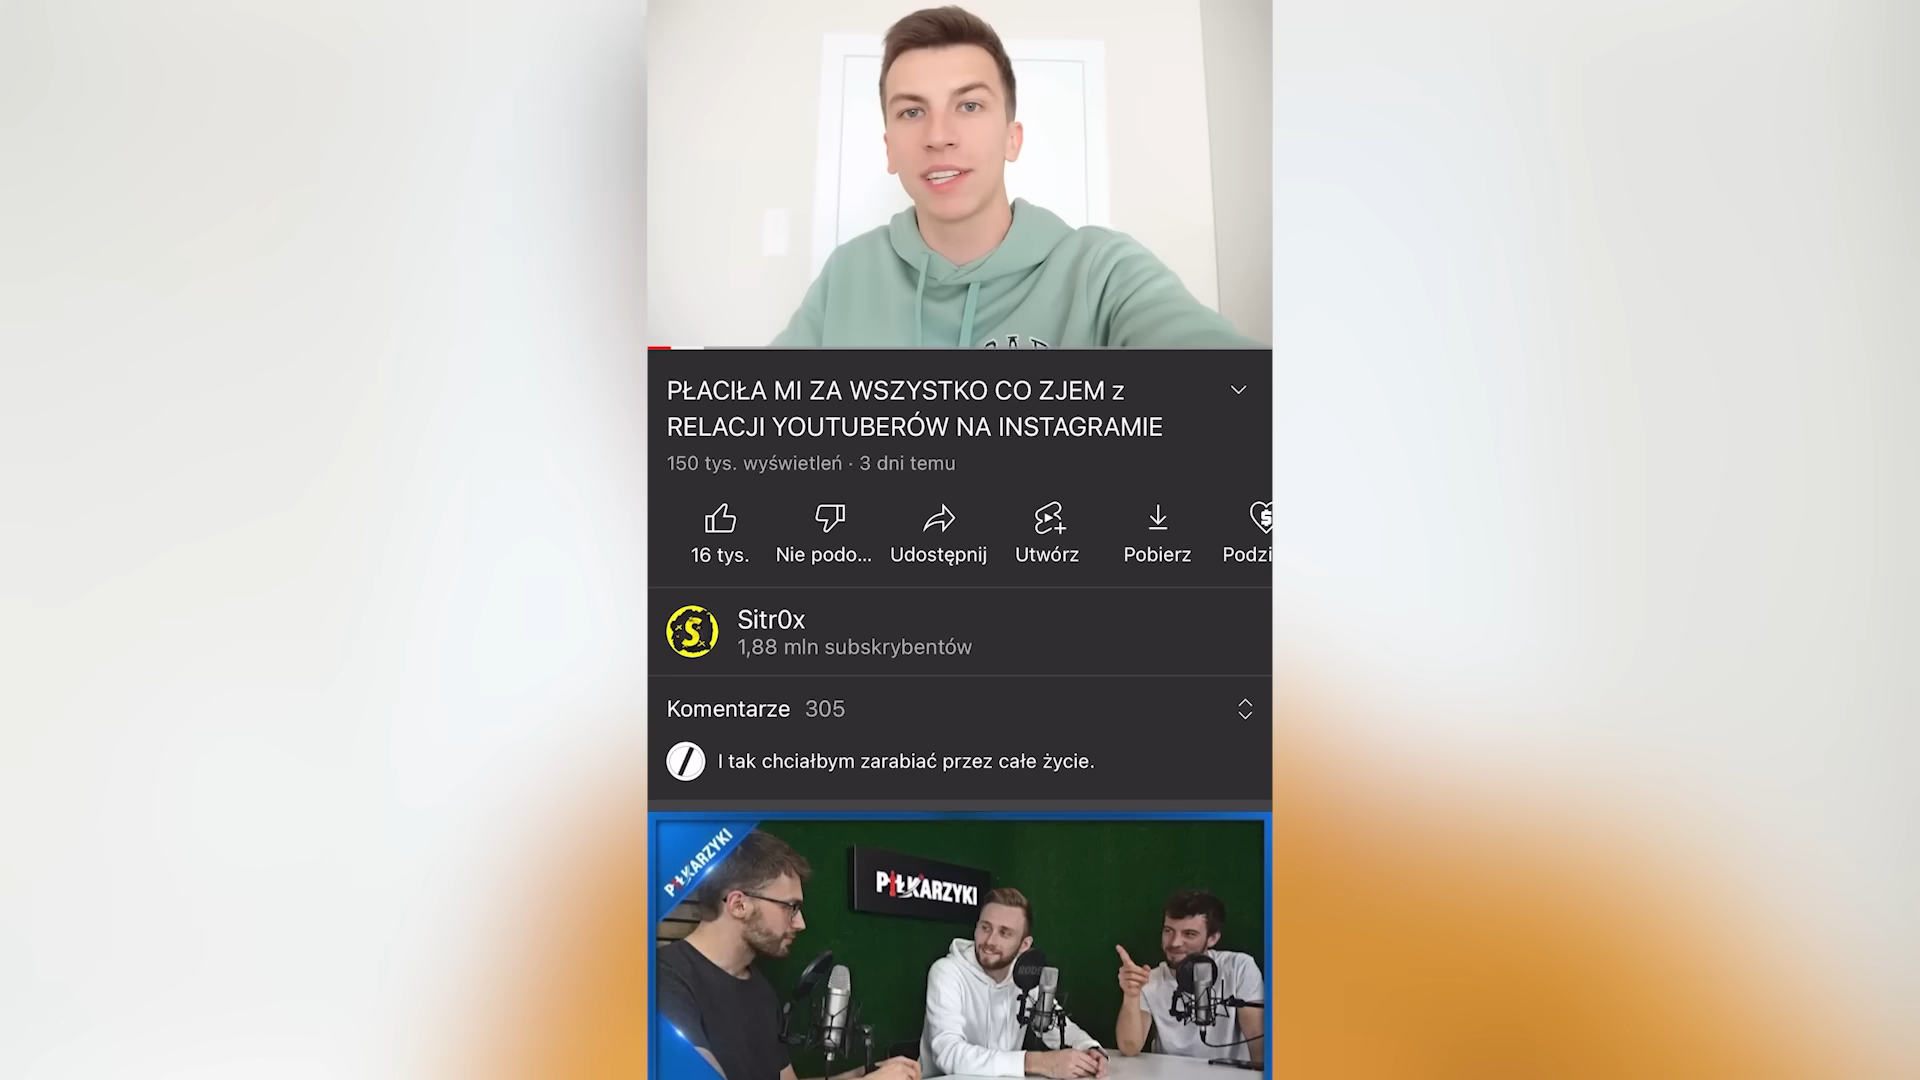 PŁACIŁA MI ZA WSZYSTKO CO ZJEM z
RELACJI YOUTUBERÓW NA INSTAGRAMIE
150 tys. wyświetleń · 3 dni temu
16 tys.
Nie podo...
Udostępnij
Utwórz
Pobierz
Podzi
S
Sitr0x
1,88 mln subskrybentów
Komentarze 305
I tak chciałbym zarabiać przez całe życie.
PIŁKARZYKI
PIŁKARZYKI
RODE